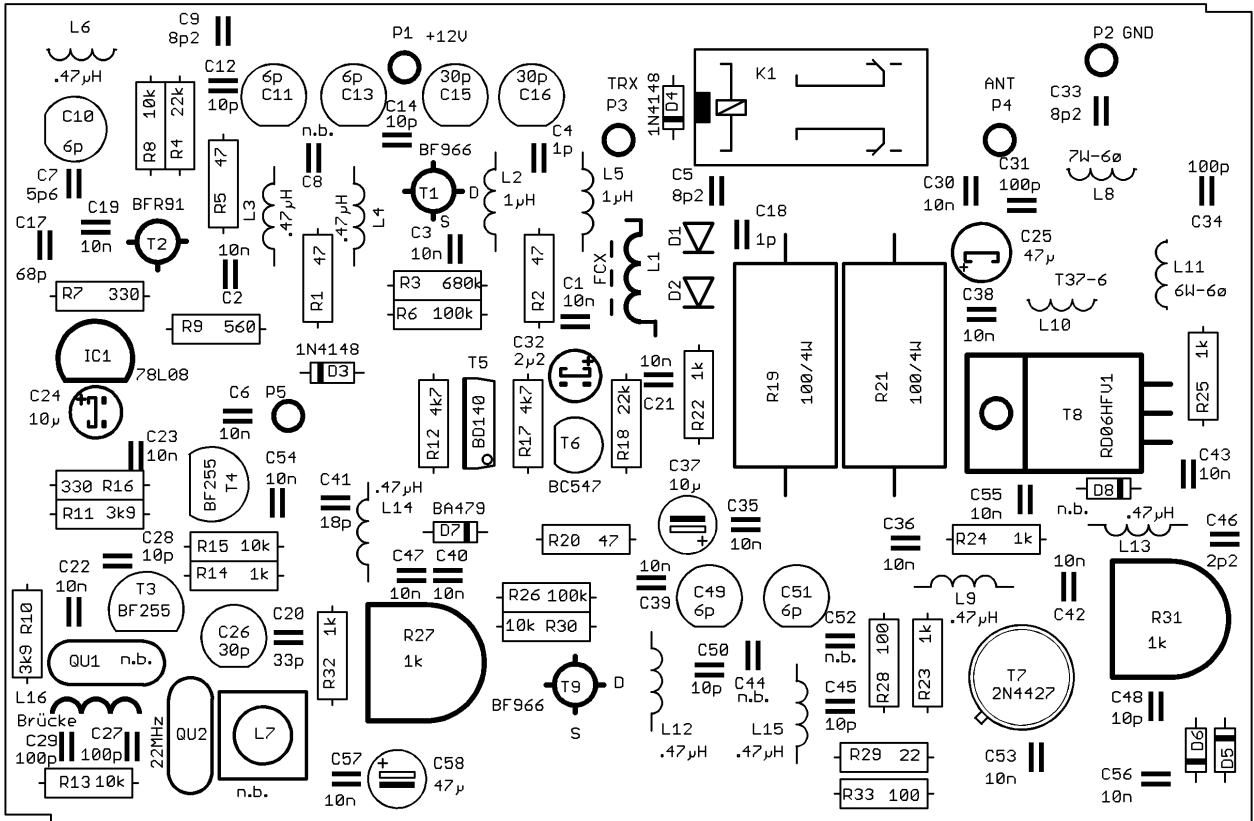 L6
.47µH
C9
8p2
P1 +12V
P2 GND
C12
10p
6p
C11
6p
C13
30p
C15
30p
C16
C14
10p
TRX
P3
1N4148
D4
K1
ANT
P4
C33
8p2
C10
6p
R8 10k
R4 22k
R5 47
n.b.
C8
BF966
T1
D
S
C4
1p
L2
1µH
L5
1µH
C5
8p2
C30
10n
C31
100p
7W-6ø
L8
100p
C34
C7
5p6
C19
10n
BFR91
T2
C17
68p
L3
.47µH
.47µH
L4
C3
10n
10n
C2
R1 47
R3 680k
R6 100k
R2 47
C1
10n
FCX
L1
D1
D2
C18
1p
R19
100/4W
R21
100/4W
C25
47µ
C38
10n
T37-6
L10
L11
6W-6ø
R7 330
R9 560
IC1
78L08
1N4148
D3
C32
2µ2
T5
BD140
R12 4k7
R17 4k7
T6
BC547
R18 22k
10n
C21
R22 1k
T8
RD06HFV1
R25 1k
C24
10µ
C6
10n
P5
C23
10n
330 R16
R11 3k9
BF255
T4
C54
10n
C41
18p
.47µH
L14
BA479
D7
R20 47
C37
10µ
C35
10n
C36
10n
C55
10n
D8
n.b.
C43
10n
R24 1k
.47µH
L13
C46
2p2
C28
10p
R15 10k
R14 1k
C22
10n
T3
BF255
C47
10n
C40
10n
R26 100k
10k R30
10n
C39
C49
6p
C51
6p
L9
.47µH
10n
C42
R31
1k
3k9 R10
QU1 n.b.
C26
30p
C20
33p
R32 1k
R27
1k
T9
BF966
D
S
C50
10p
C44
n.b.
C52
n.b.
C45
10p
R28 100
R23 1k
T7
2N4427
C48
10p
L16
Brücke
C29
100p
C27
100p
22MHz
QU2
L7
n.b.
R13 10k
C57
10n
C58
47µ
L12
.47µH
L15
.47µH
R29 22
R33 100
C53
10n
C56
10n
D6
D5